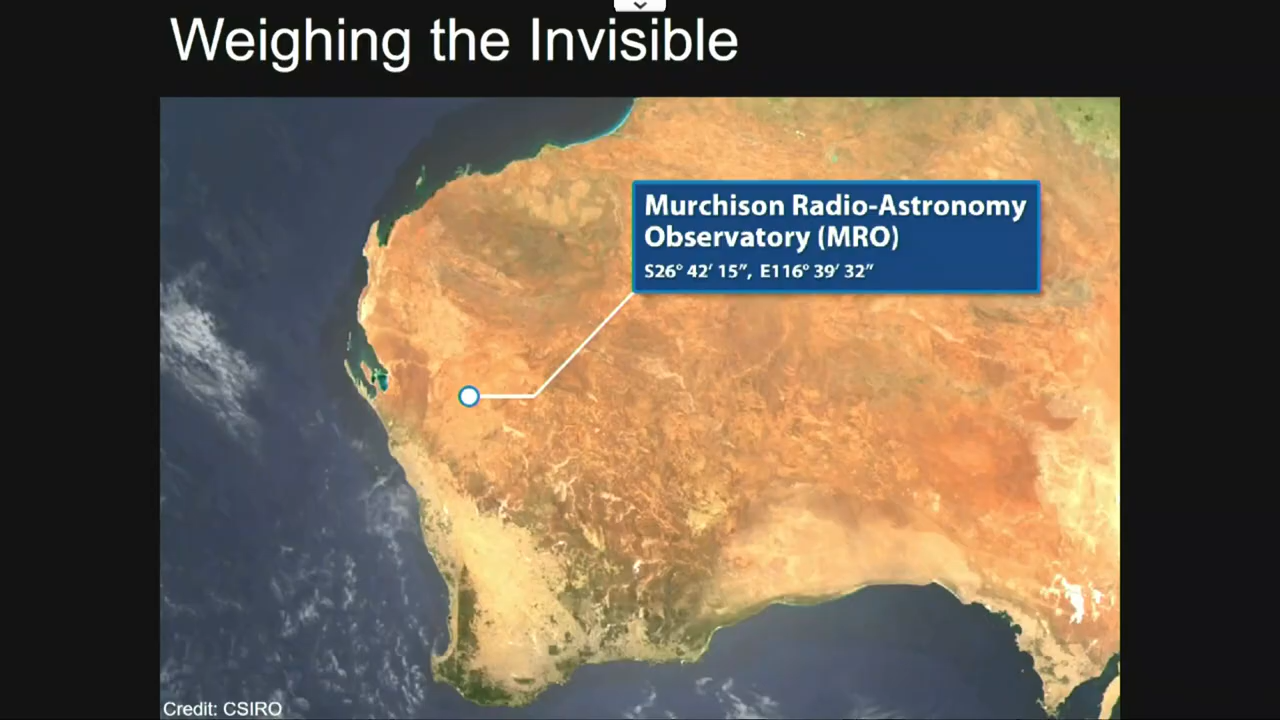 Weighing the Invisible
Murchison Radio-Astronomy
Observatory (MRO)
S26° 42′ 15″, E116° 39′ 32″
Credit: CSIRO